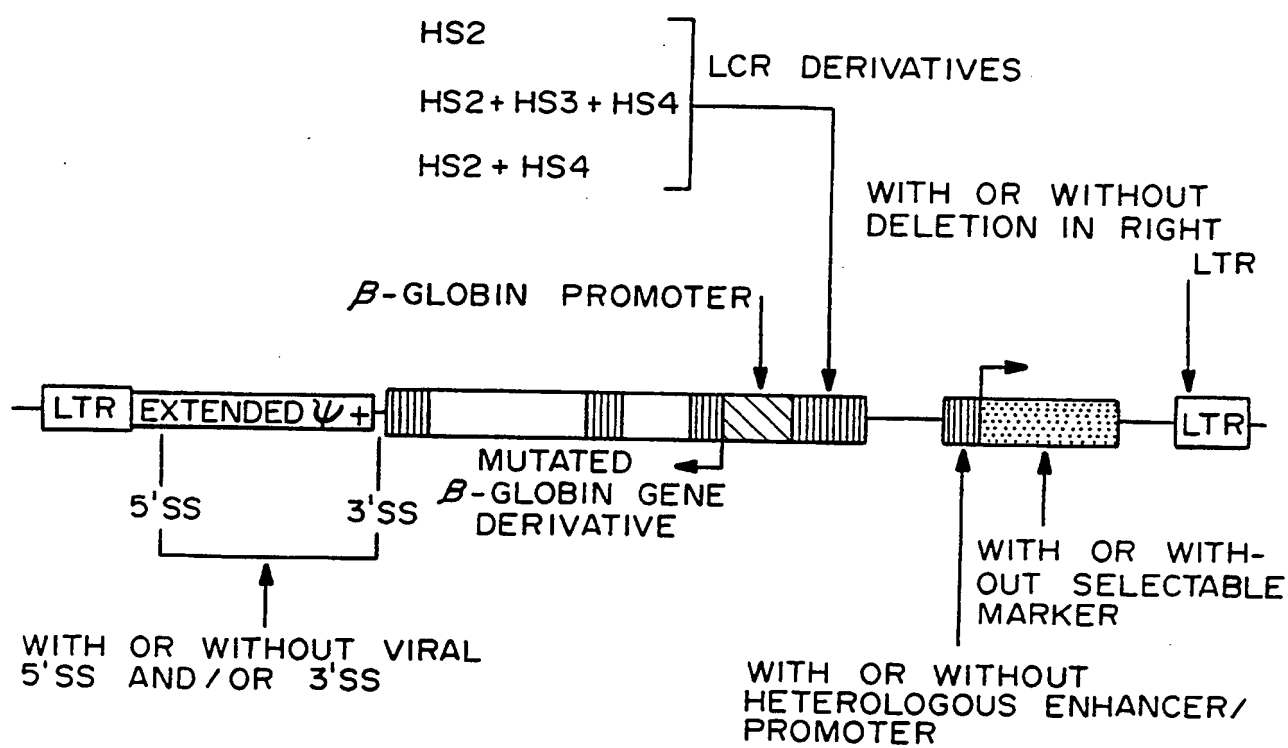 HS2
HS2 + HS3 + HS4
HS2 + HS4
LCR DERIVATIVES
WITH OR WITHOUT
DELETION IN RIGHT
LTR
β-GLOBIN PROMOTER
LTR
EXTENDED Ψ +
LTR
5'SS
3'SS
MUTATED
β-GLOBIN GENE
DERIVATIVE
WITH OR WITHOUT VIRAL
5'SS AND/OR 3'SS
WITH OR WITH-
OUT SELECTABLE
MARKER
WITH OR WITHOUT
HETEROLOGOUS ENHANCER/
PROMOTER